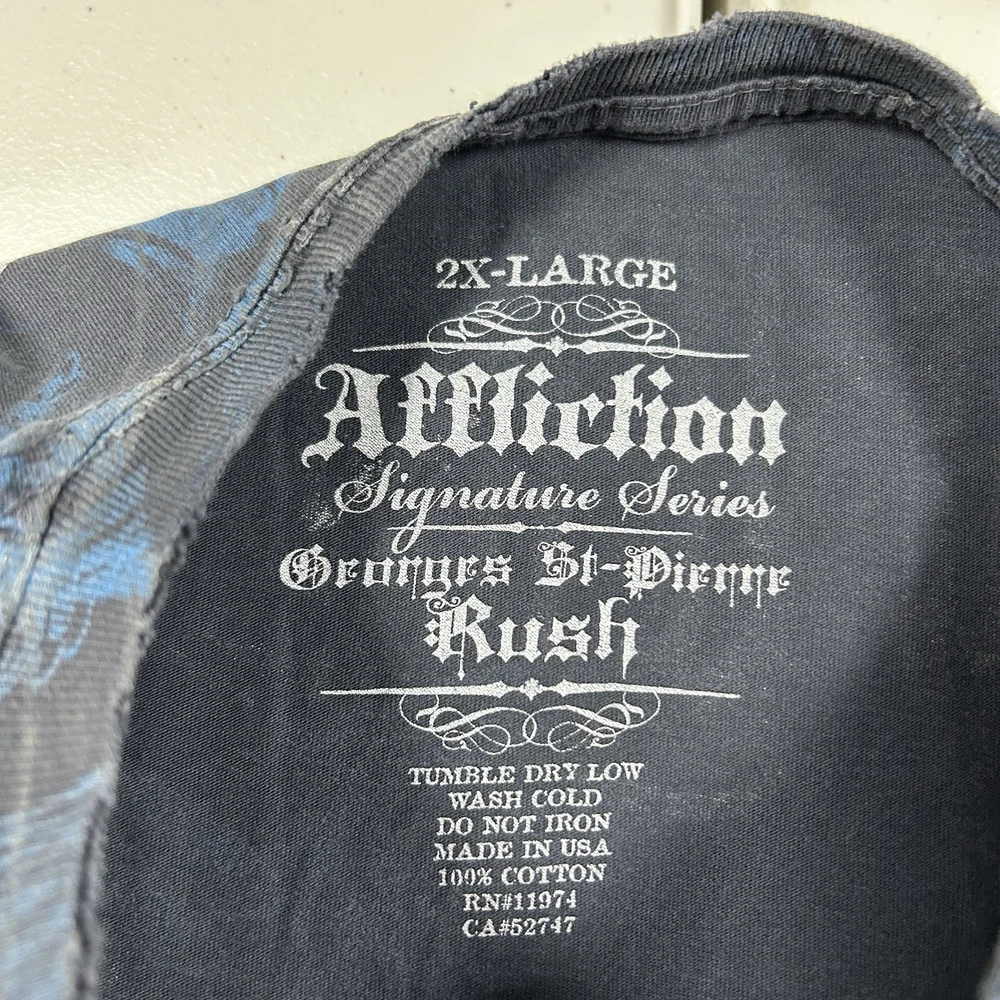 2X-LARGE
Affliction
Signature Series
Georges St-Pierre
Rush
TUMBLE DRY LOW
WASH COLD
DO NOT IRON
MADE IN USA
100% COTTON
RN#11974
CA#52747